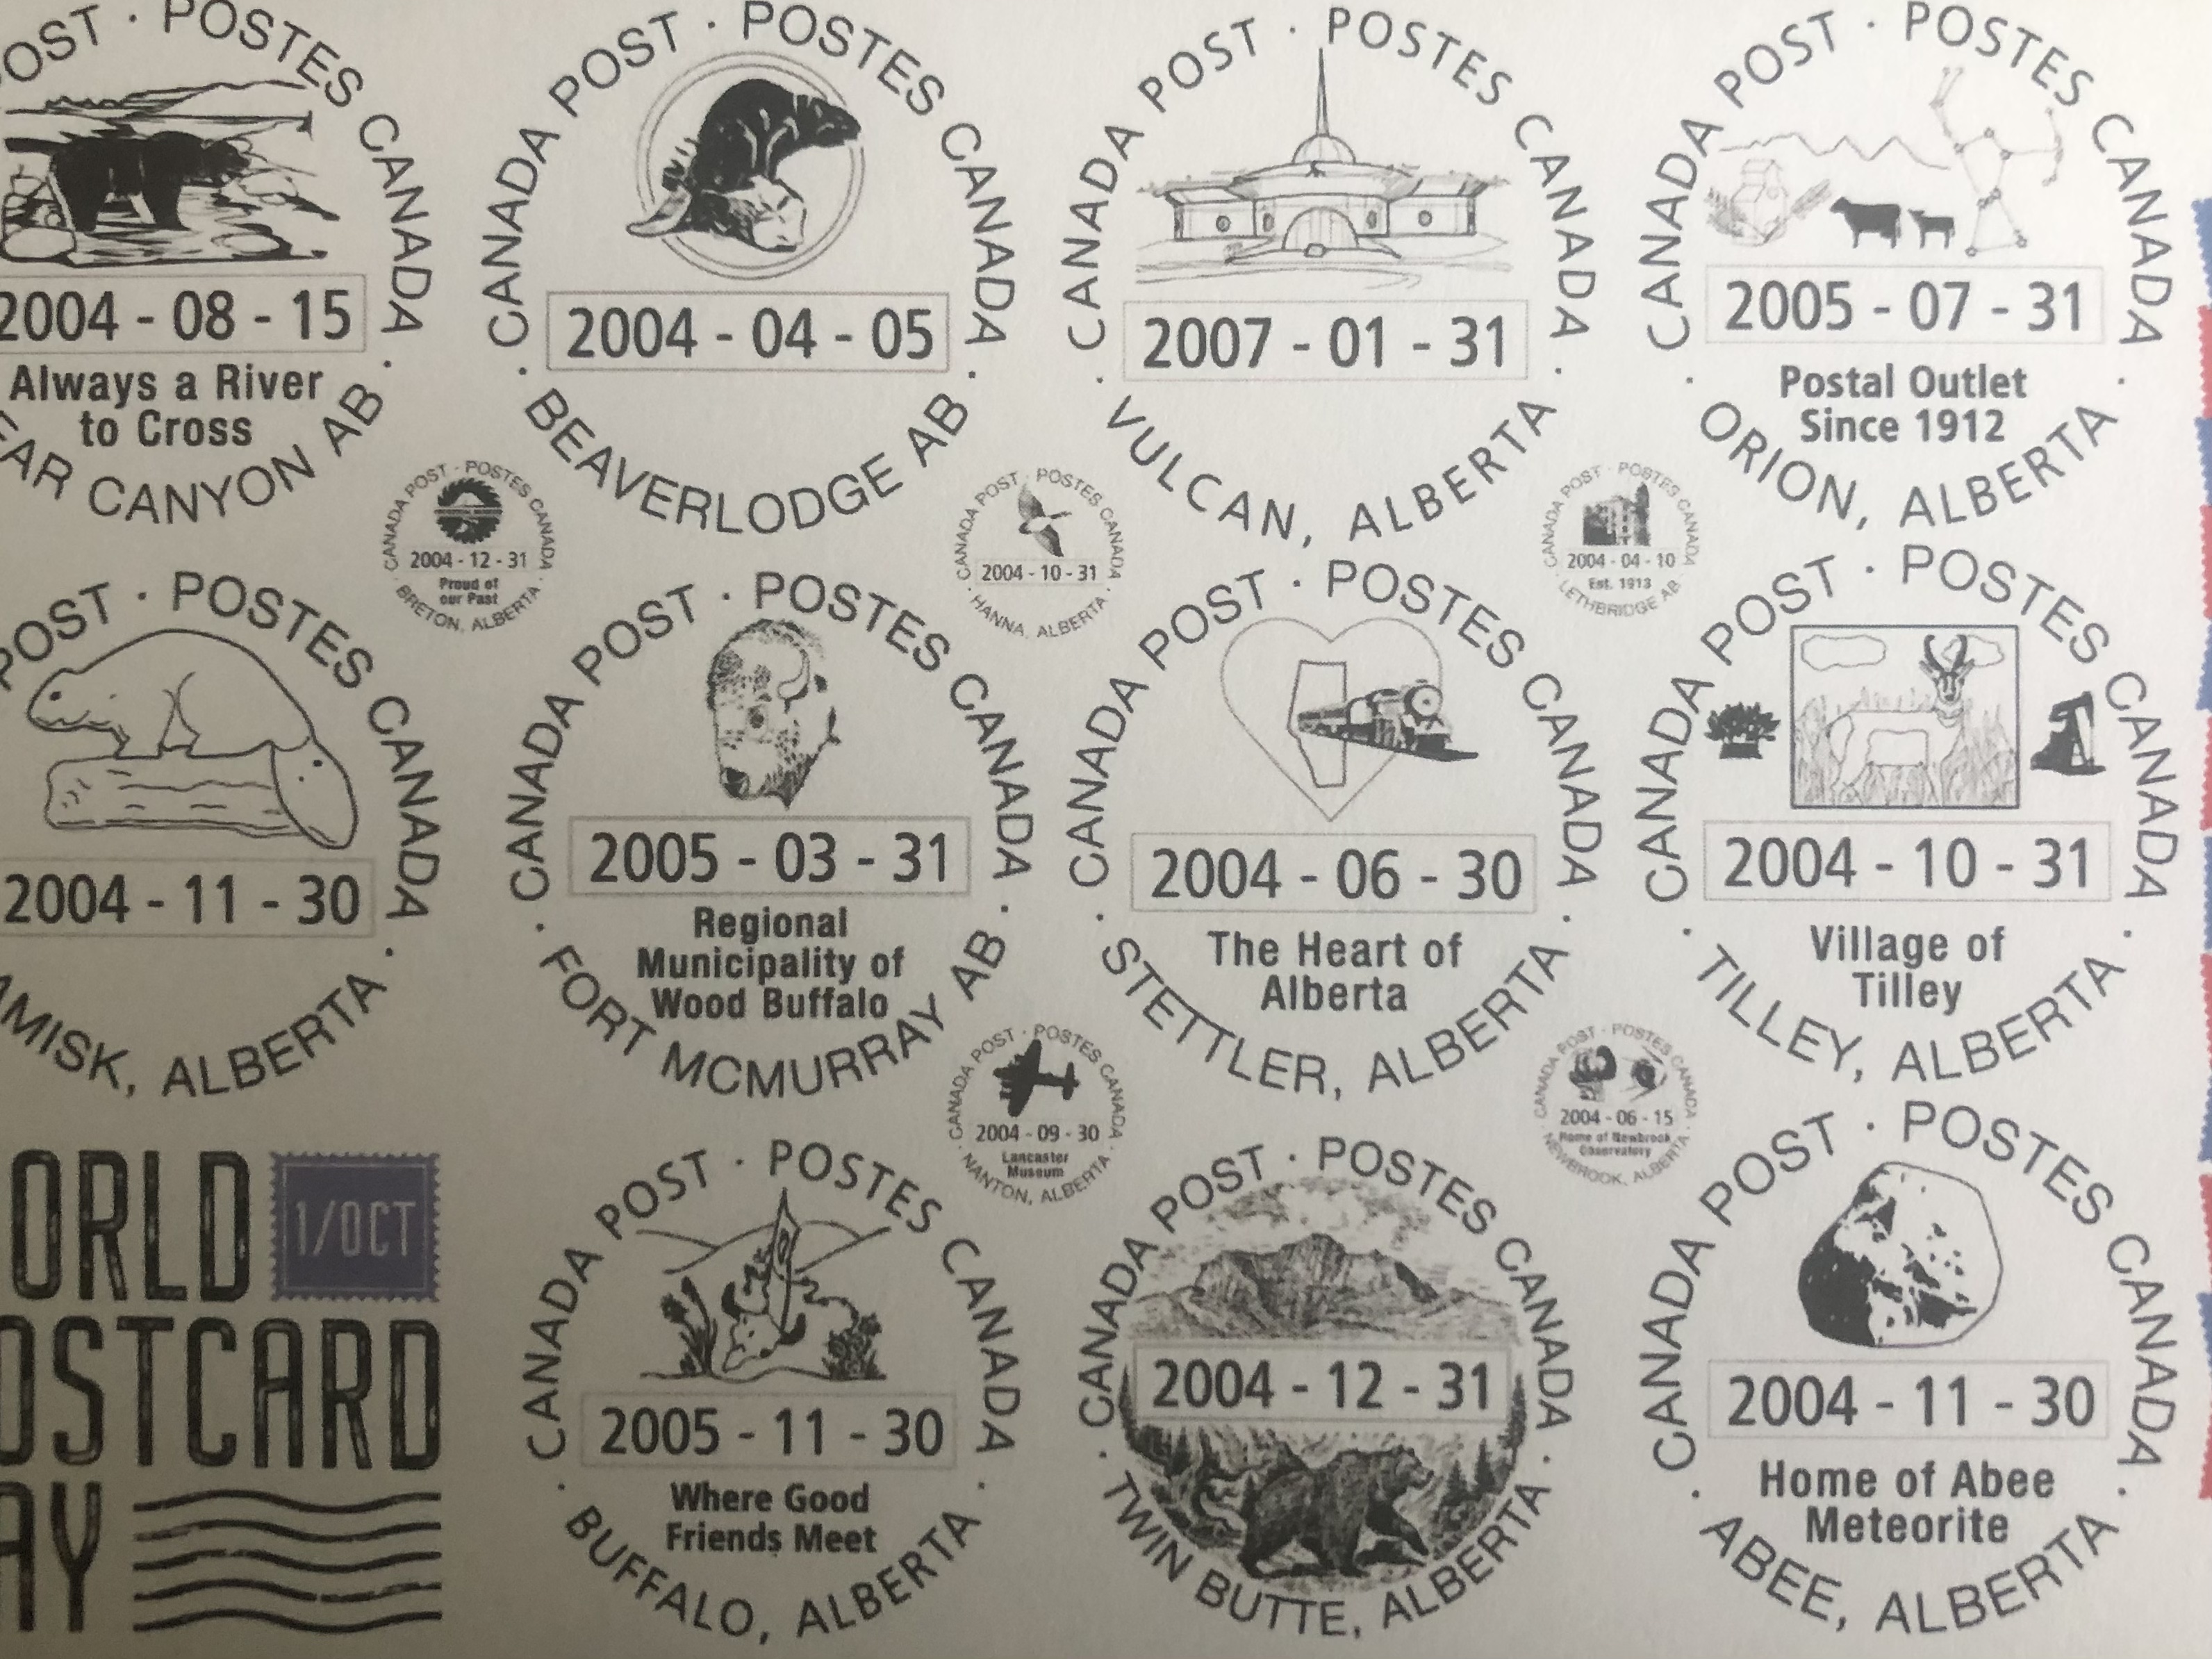 POST · POSTES CANADA
2004 - 08 - 15
Always a River
to Cross
EAR CANYON AB
CANADA POST · POSTES CANADA
2004 - 04 - 05
BEAVERLODGE AB
CANADA POST · POSTES CANADA
2007 - 01 - 31
VULCAN, ALBERTA
CANADA POST · POSTES CANADA
2005 - 07 - 31
Postal Outlet
Since 1912
ORION, ALBERTA
CANADA POST · POSTES CANADA
2004 - 12 - 31
Proud of
our Past
BRETON, ALBERTA
CANADA POST · POSTES CANADA
2004 - 10 - 31
HANNA, ALBERTA
CANADA POST · POSTES CANADA
2004 - 04 - 10
Est. 1913
LETHBRIDGE AB
POST · POSTES CANADA
2004 - 11 - 30
AMISK, ALBERTA
CANADA POST · POSTES CANADA
2005 - 03 - 31
Regional
Municipality of
Wood Buffalo
FORT MCMURRAY AB
CANADA POST · POSTES CANADA
2004 - 06 - 30
The Heart of
Alberta
STETTLER, ALBERTA
CANADA POST · POSTES CANADA
2004 - 10 - 31
Village of
Tilley
TILLEY, ALBERTA
CANADA POST · POSTES CANADA
2004 - 09 - 30
Lancaster
Museum
NANTON, ALBERTA
CANADA POST · POSTES CANADA
2004 - 06 - 15
Home of Newbrook
Observatory
NEWBROOK, ALBERTA
ORLD
1/OCT
OSTCARD
AY
CANADA POST · POSTES CANADA
2005 - 11 - 30
Where Good
Friends Meet
BUFFALO, ALBERTA
CANADA POST · POSTES CANADA
2004 - 12 - 31
TWIN BUTTE, ALBERTA
CANADA POST · POSTES CANADA
2004 - 11 - 30
Home of Abee
Meteorite
ABEE, ALBERTA